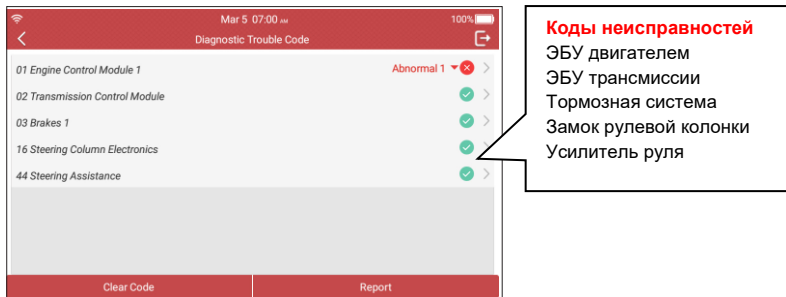 Mar 5 07:00 AM 100%
Diagnostic Trouble Code
01 Engine Control Module 1 Abnormal 1
02 Transmission Control Module
03 Brakes 1
16 Steering Column Electronics
44 Steering Assistance
Clear Code Report
Коды неисправностей
ЭБУ двигателем
ЭБУ трансмиссии
Тормозная система
Замок рулевой колонки
Усилитель руля